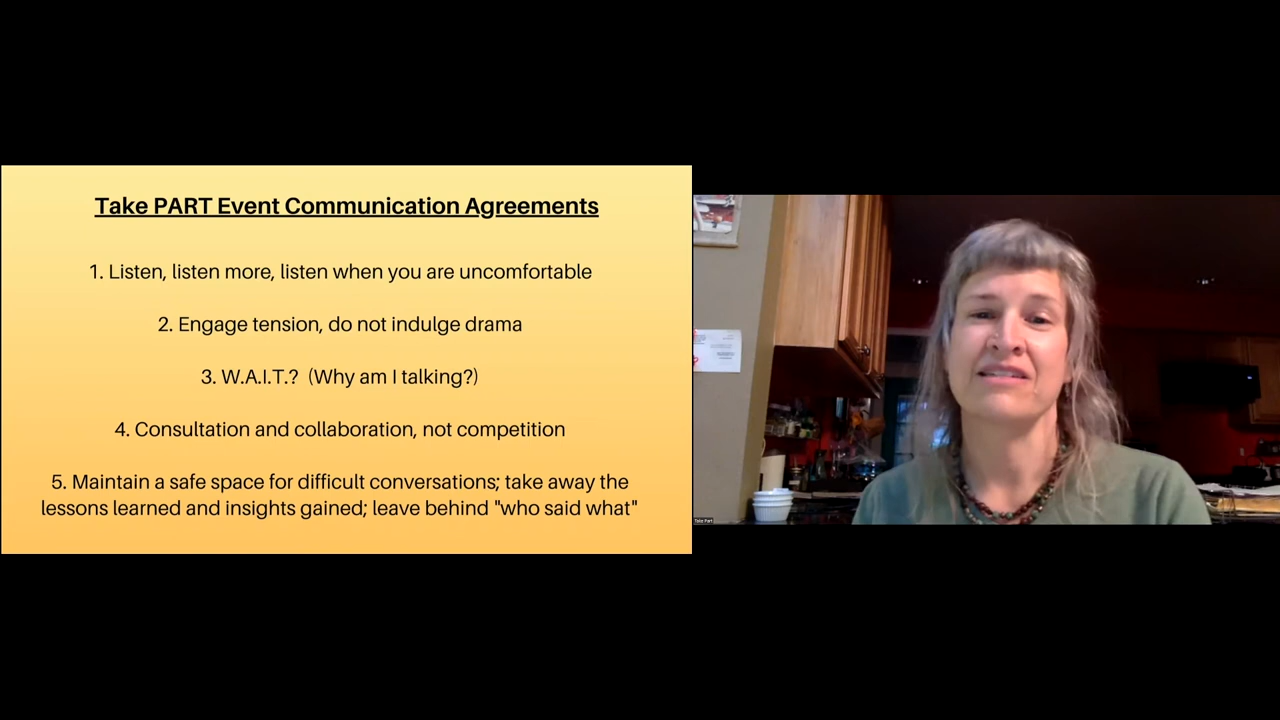 Take PART Event Communication Agreements
1. Listen, listen more, listen when you are uncomfortable
2. Engage tension, do not indulge drama
3. W.A.I.T.? (Why am I talking?)
4. Consultation and collaboration, not competition
5. Maintain a safe space for difficult conversations; take away the
lessons learned and insights gained; leave behind "who said what"
Take Part